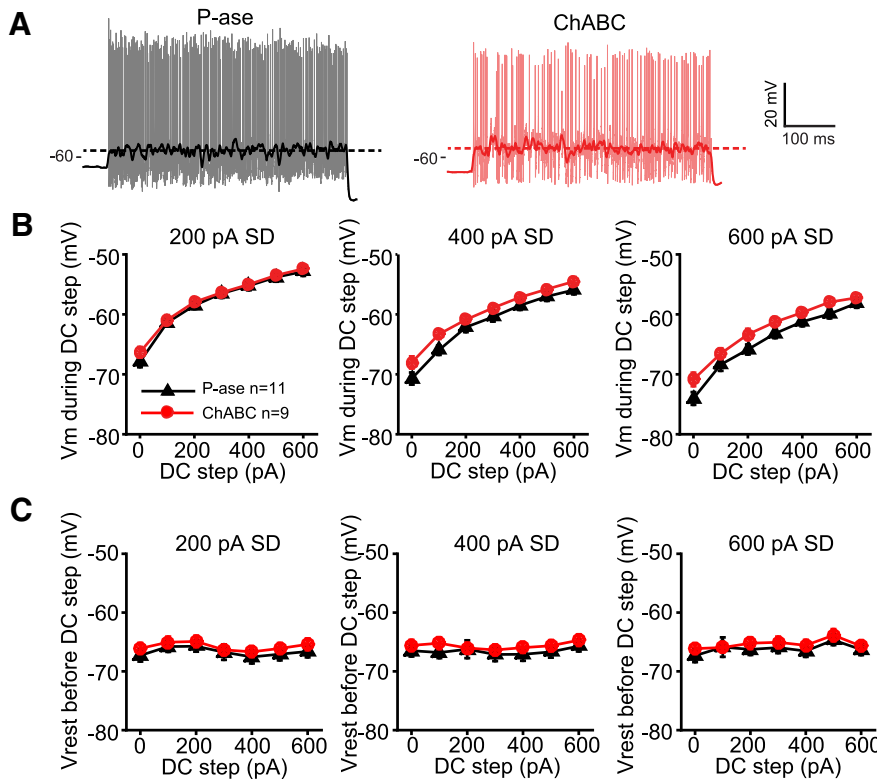 A
P-ase
ChABC
-60 -
-60 -
20 mV
100 ms
B
200 pA SD
400 pA SD
600 pA SD
Vm during DC step (mV)
-50
-60
-70
-80
P-ase n=11
ChABC n=9
0 200 400 600
DC step (pA)
Vm during DC step (mV)
-50
-60
-70
-80
0 200 400 600
DC step (pA)
Vm during DC step (mV)
-50
-60
-70
-80
0 200 400 600
DC step (pA)
C
200 pA SD
400 pA SD
600 pA SD
Vrest before DC step (mV)
-50
-60
-70
-80
0 200 400 600
DC step (pA)
Vrest before DC step (mV)
-50
-60
-70
-80
0 200 400 600
DC step (pA)
Vrest before DC step (mV)
-50
-60
-70
-80
0 200 400 600
DC step (pA)